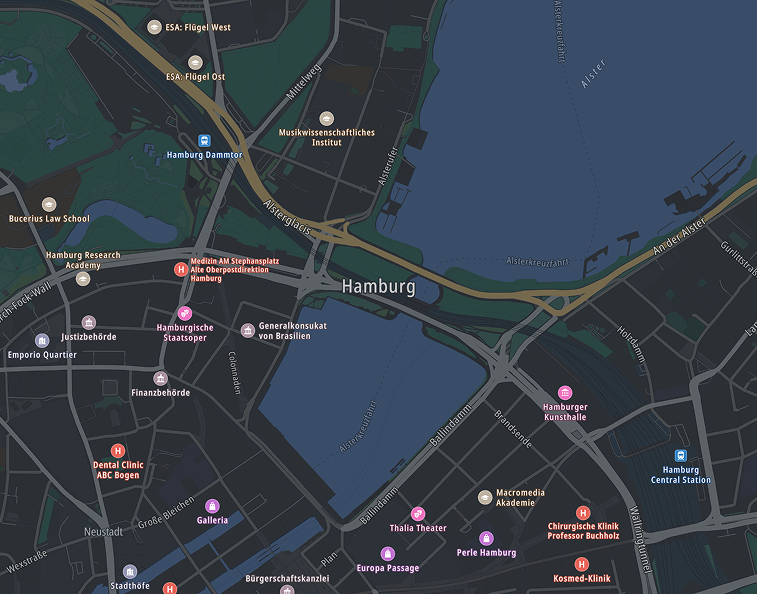 ESA: Flügel West
ESA: Flügel Ost
Mittelweg
Alsterkreuzfahrt
Alster
Musikwissenschaftliches
Institut
Hamburg Dammtor
Alsterufer
Bucerius Law School
Alsterglacis
An der Alster
Gurlittstraß
Hamburg Research
Academy
Medizin AM Stephansplatz
Alte Oberpostdirektion
Hamburg
Alsterkreuzfahrt
Hamburg
rch-Fock-Wall
Hamburgische
Staatsoper
Generalkonsukat
von Brasilien
Justizbehörde
Emporio Quartier
Holzdamm
La
Colonnaden
Finanzbehörde
Hamburger
Kunsthalle
Alsterkreuzfahrt
Ballindamm
Brandsende
Dental Clinic
ABC Bogen
Hamburg
Central Station
Macromedia
Akademie
Große Bleichen
Galleria
Ballindamm
Thalia Theater
Chirurgische Klinik
Professor Buchholz
Wallringtunnel
Neustadt
Perle Hamburg
Wexstraße
Plan
Europa Passage
Stadthöfe
Bürgerschaftskanzlei
Kosmed-Klinik